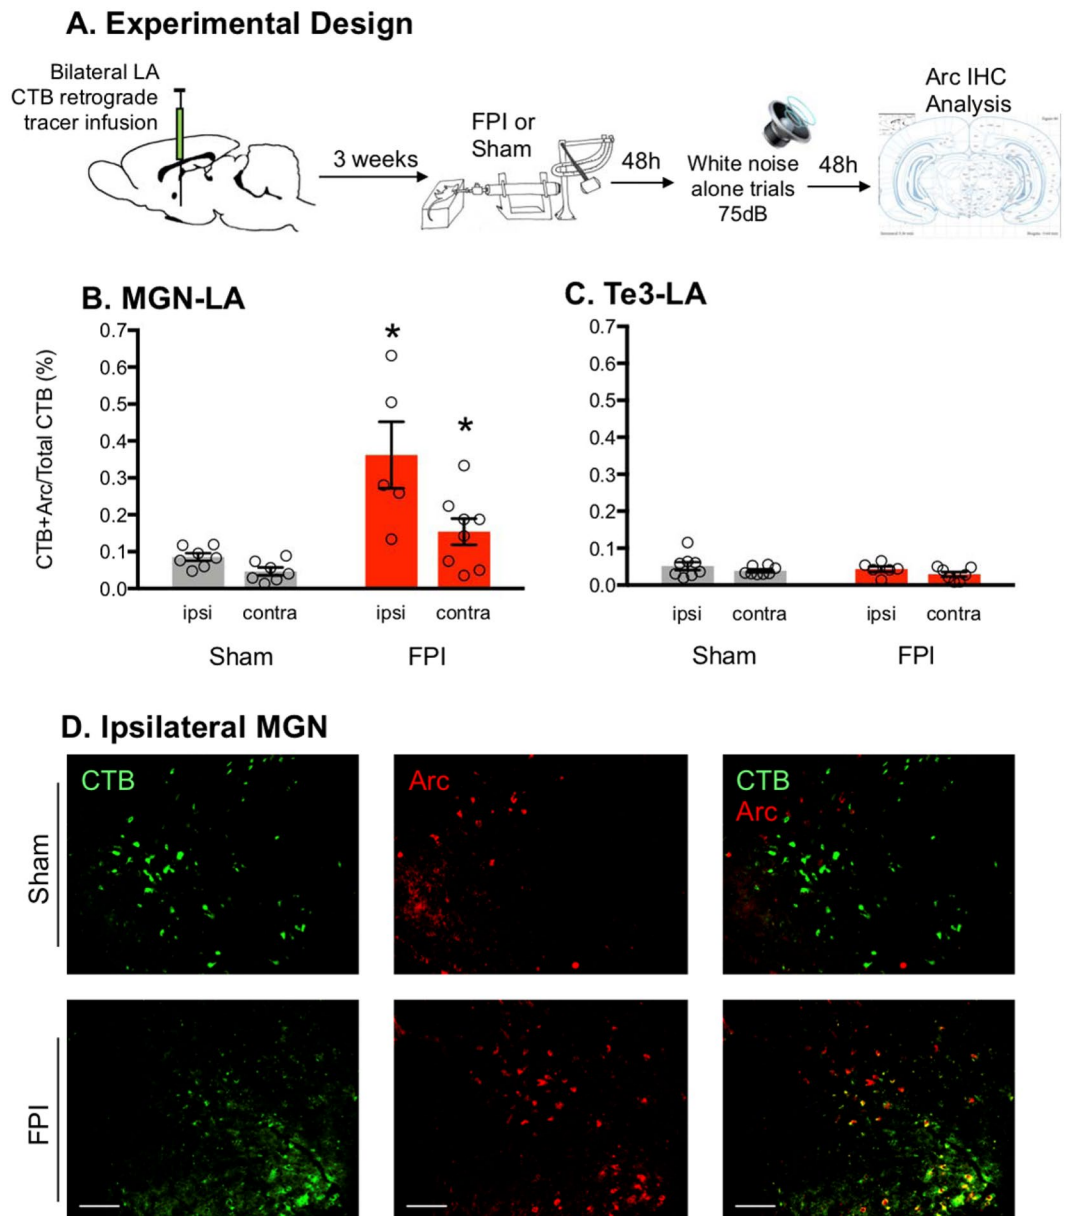 A. Experimental Design
Bilateral LA
CTB retrograde
tracer infusion
3 weeks
FPI or
Sham
48h
White noise
alone trials
75dB
48h
Arc IHC
Analysis
B. MGN-LA
CTB+Arc/Total CTB (%)
0.7
0.6
0.5
0.4
0.3
0.2
0.1
0.0
*
*
ipsi contra ipsi contra
Sham FPI
C. Te3-LA
0.7
0.6
0.5
0.4
0.3
0.2
0.1
0.0
ipsi contra ipsi contra
Sham FPI
D. Ipsilateral MGN
Sham
CTB
Arc
CTB
Arc
FPI